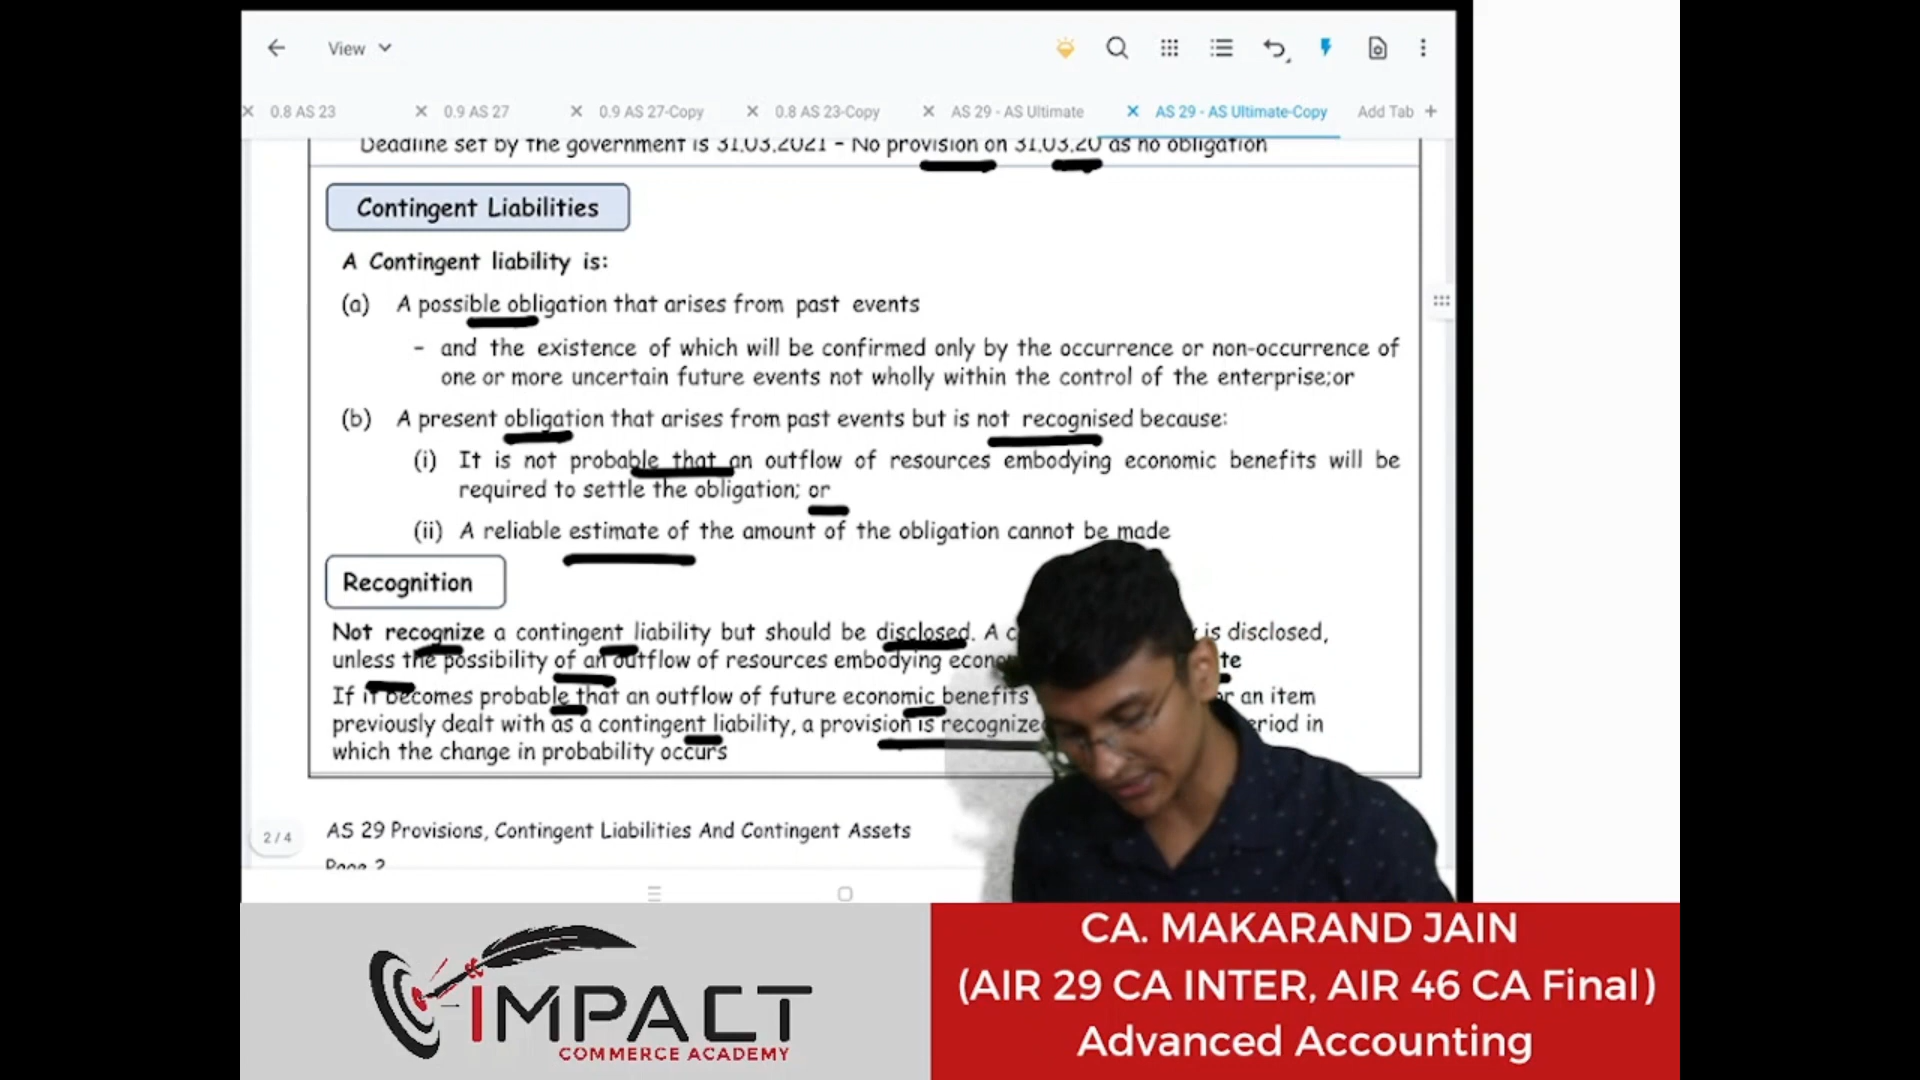 View
0.8 AS 23
0.9 AS 27
0.9 AS 27-Copy
0.8 AS 23-Copy
AS 29 - AS Ultimate
AS 29 - AS Ultimate-Copy
Add Tab +
Deadline set by the government is 31.03.2021 – No provision on 31.03.20 as no obligation
Contingent Liabilities
A Contingent liability is:
(a) A possible obligation that arises from past events
- and the existence of which will be confirmed only by the occurrence or non-occurrence of
one or more uncertain future events not wholly within the control of the enterprise;or
(b) A present obligation that arises from past events but is not recognised because:
(i) It is not probable that an outflow of resources embodying economic benefits will be
required to settle the obligation; or
(ii) A reliable estimate of the amount of the obligation cannot be made
Recognition
Not recognize a contingent liability but should be disclosed. A is disclosed,
unless the possibility of an outflow of resources embodying
If it becomes probable that an outflow of future economic benefits an item
previously dealt with as a contingent liability, a provision is in
which the change in probability occurs
2/4
AS 29 Provisions, Contingent Liabilities And Contingent Assets
Page 2
IMPACT
COMMERCE ACADEMY
CA. MAKARAND JAIN
(AIR 29 CA INTER, AIR 46 CA Final)
Advanced Accounting